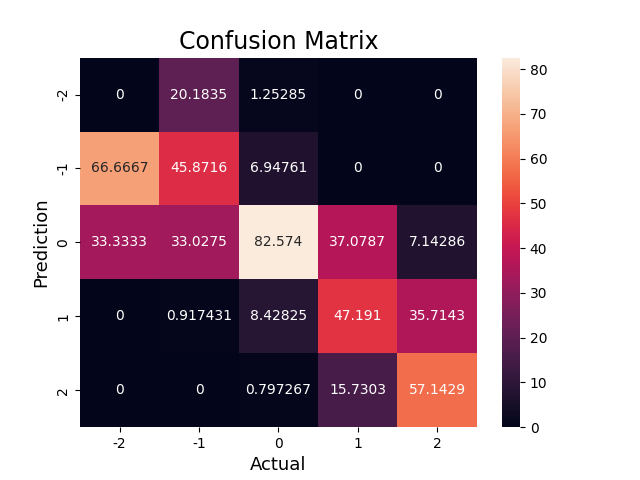 Confusion Matrix
80
-2 0 20.1835 1.25285 0 0
70
-1 66.6667 45.8716 6.94761 0 0
60
50
Prediction
0 33.3333 33.0275 82.574 37.0787 7.14286
40
30
1 0 0.917431 8.42825 47.191 35.7143
20
2 0 0 0.797267 15.7303 57.1429
10
0
-2 -1 0 1 2
Actual